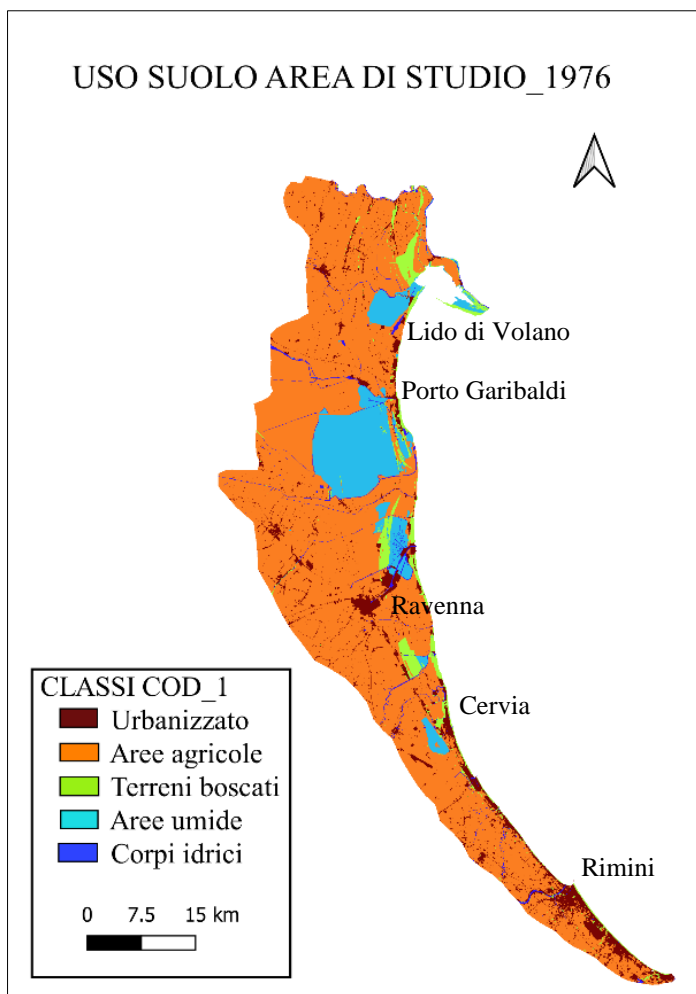 USO SUOLO AREA DI STUDIO_1976
Lido di Volano
Porto Garibaldi
Ravenna
Cervia
Rimini
CLASSI COD_1
Urbanizzato
Aree agricole
Terreni boscati
Aree umide
Corpi idrici
0 7.5 15 km